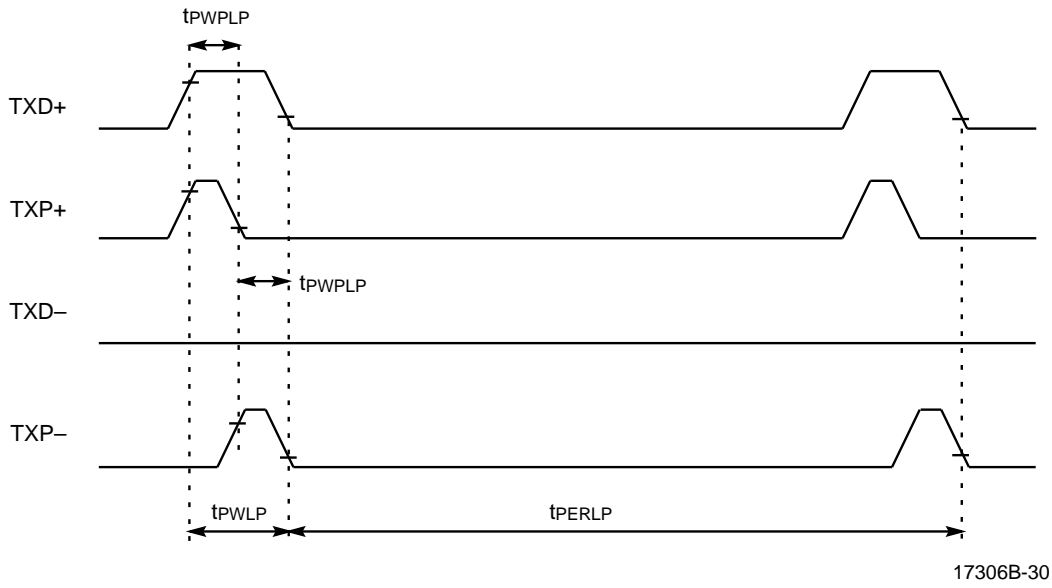 tPWPLP
TXD+
TXP+
tPWPLP
TXD–
TXP–
tPWLP
tPERLP
17306B-30